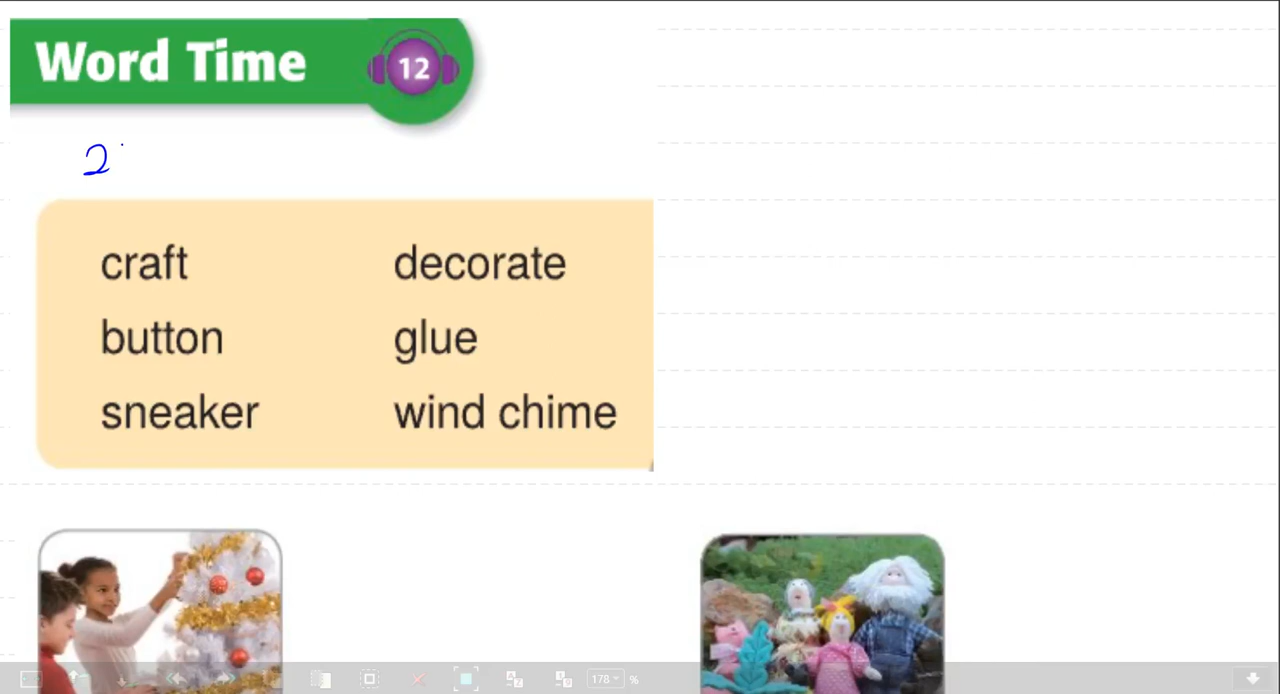 Word Time 12
2
craft decorate
button glue
sneaker wind chime
178 %